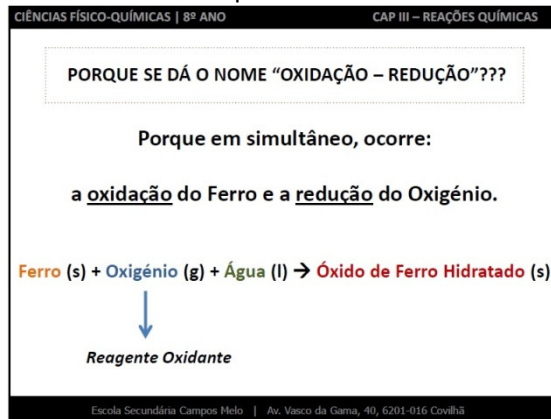 CIÊNCIAS FÍSICO-QUÍMICAS | 8º ANO CAP III – REAÇÕES QUÍMICAS
PORQUE SE DÁ O NOME “OXIDAÇÃO – REDUÇÃO”???
Porque em simultâneo, ocorre:
a oxidação do Ferro e a redução do Oxigénio.
Ferro (s) + Oxigénio (g) + Água (l) → Óxido de Ferro Hidratado (s)
Reagente Oxidante
Escola Secundária Campos Melo | Av. Vasco da Gama, 40, 6201-016 Covilhã